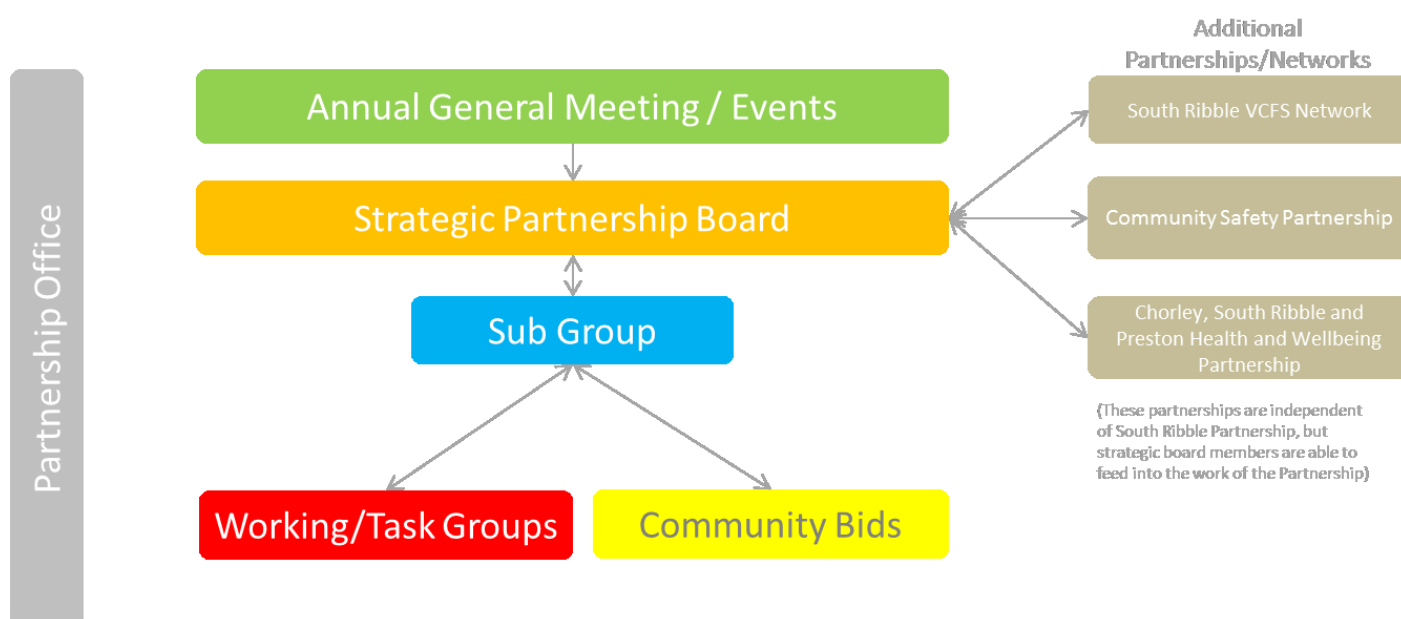 Partnership Office
Annual General Meeting / Events
Strategic Partnership Board
Sub Group
Working/Task Groups
Community Bids
Additional
Partnerships/Networks
South Ribble VCFS Network
Community Safety Partnership
Chorley, South Ribble and
Preston Health and Wellbeing
Partnership
(These partnerships are independent
of South Ribble Partnership, but
strategic board members are able to
feed into the work of the Partnership)